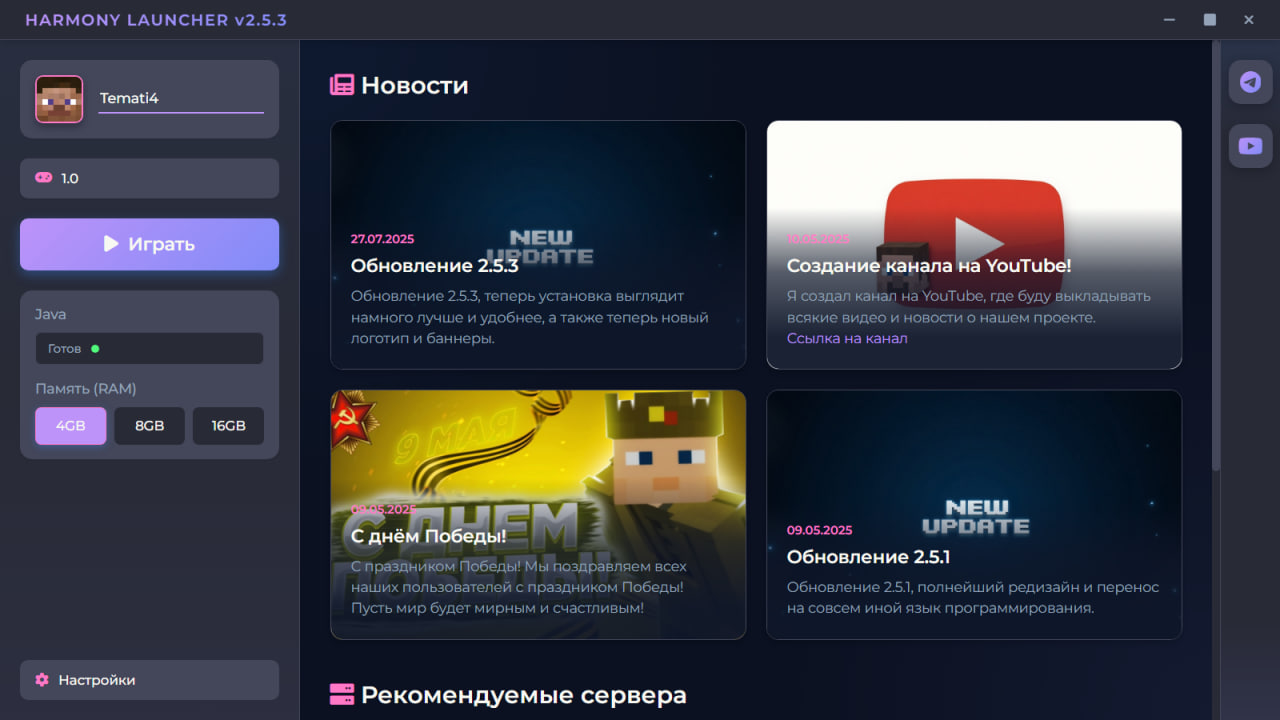 HARMONY LAUNCHER v2.5.3
Temati4
1.0
Играть
Java
Готов
Память (RAM)
4GB
8GB
16GB
Настройки
Новости
NEW
UPDATE
27.07.2025
Обновление 2.5.3
Обновление 2.5.3, теперь установка выглядит
намного лучше и удобнее, а также теперь новый
логотип и баннеры.
.05.2025
Создание канала на YouTube!
Я создал канал на YouTube, где буду выкладывать
всякие видео и новости о нашем проекте.
Ссылка на канал
9 МАЯ
С ДНЕМ
ПОБЕДЫ!
09.05.2025
С днём Победы!
С праздником Победы! Мы поздравляем всех
наших пользователей с праздником Победы!
Пусть мир будет мирным и счастливым!
NEW
UPDATE
09.05.2025
Обновление 2.5.1
Обновление 2.5.1, полнейший редизайн и перенос
на совсем иной язык программирования.
Рекомендуемые сервера